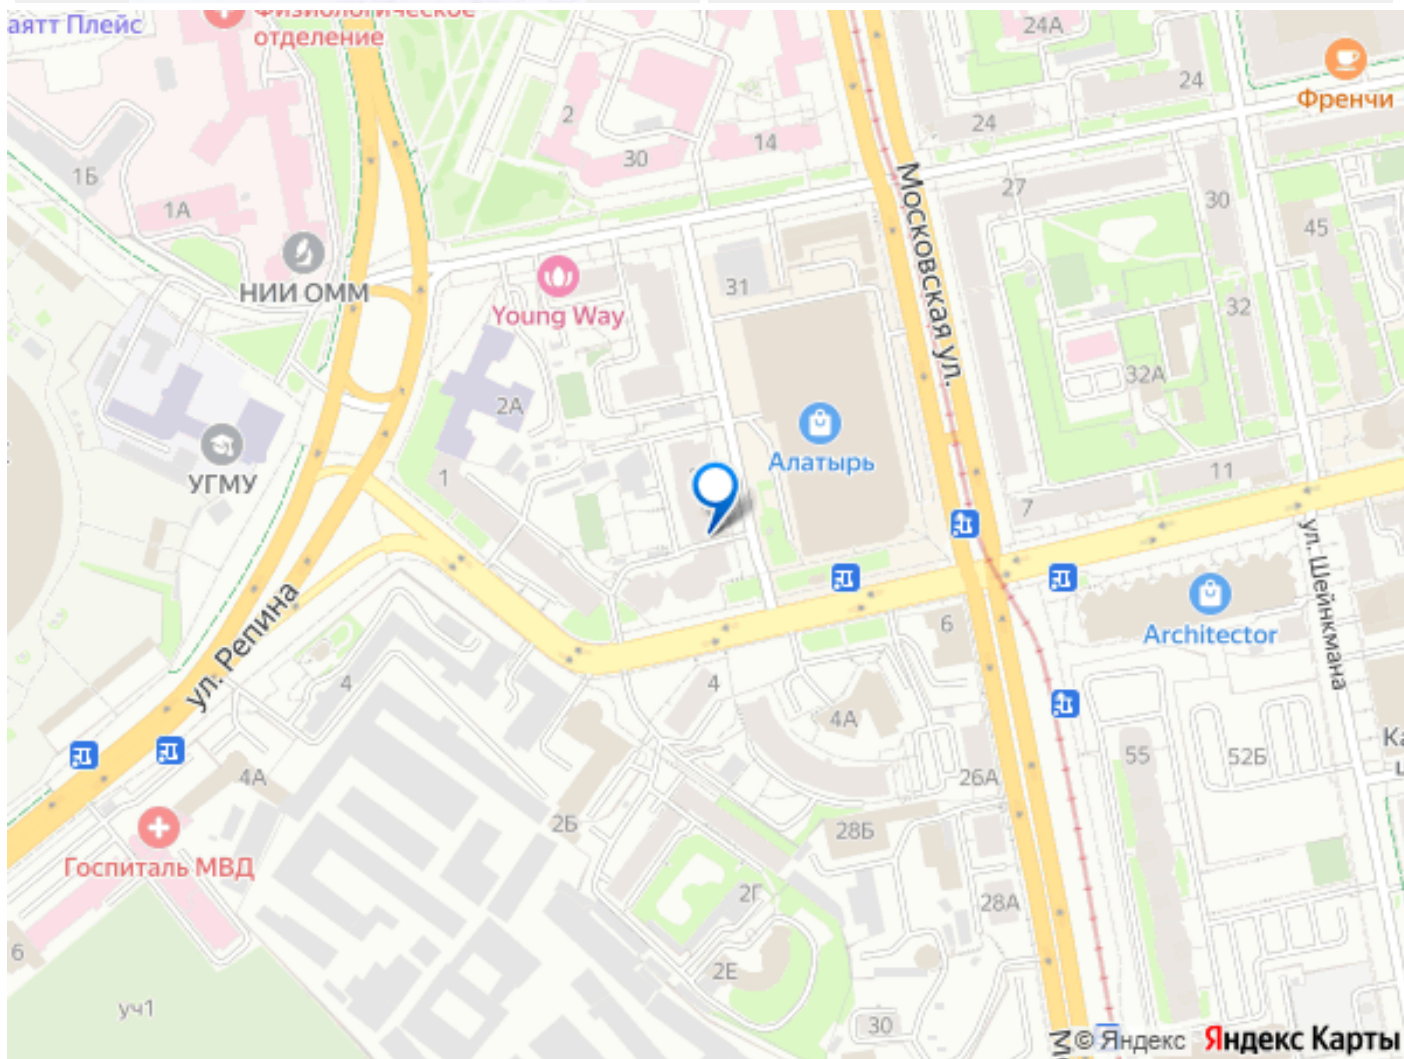 Физиологическое
отделение
аятт Плейс
24А
Френчи
24
24
2
14
30
1Б
27
30
1А
45
НИИ ОММ
31
Московская ул.
Young Way
32
32А
2А
Алатырь
11
1
УГМУ
7
ул. Шейнкмана
Architector
6
ул. Репина
4
4
4А
55
52Б
26А
4А
2Б
28Б
Госпиталь МВД
2Г
28А
6
2Е
уч1
30
© Яндекс
Яндекс Карты